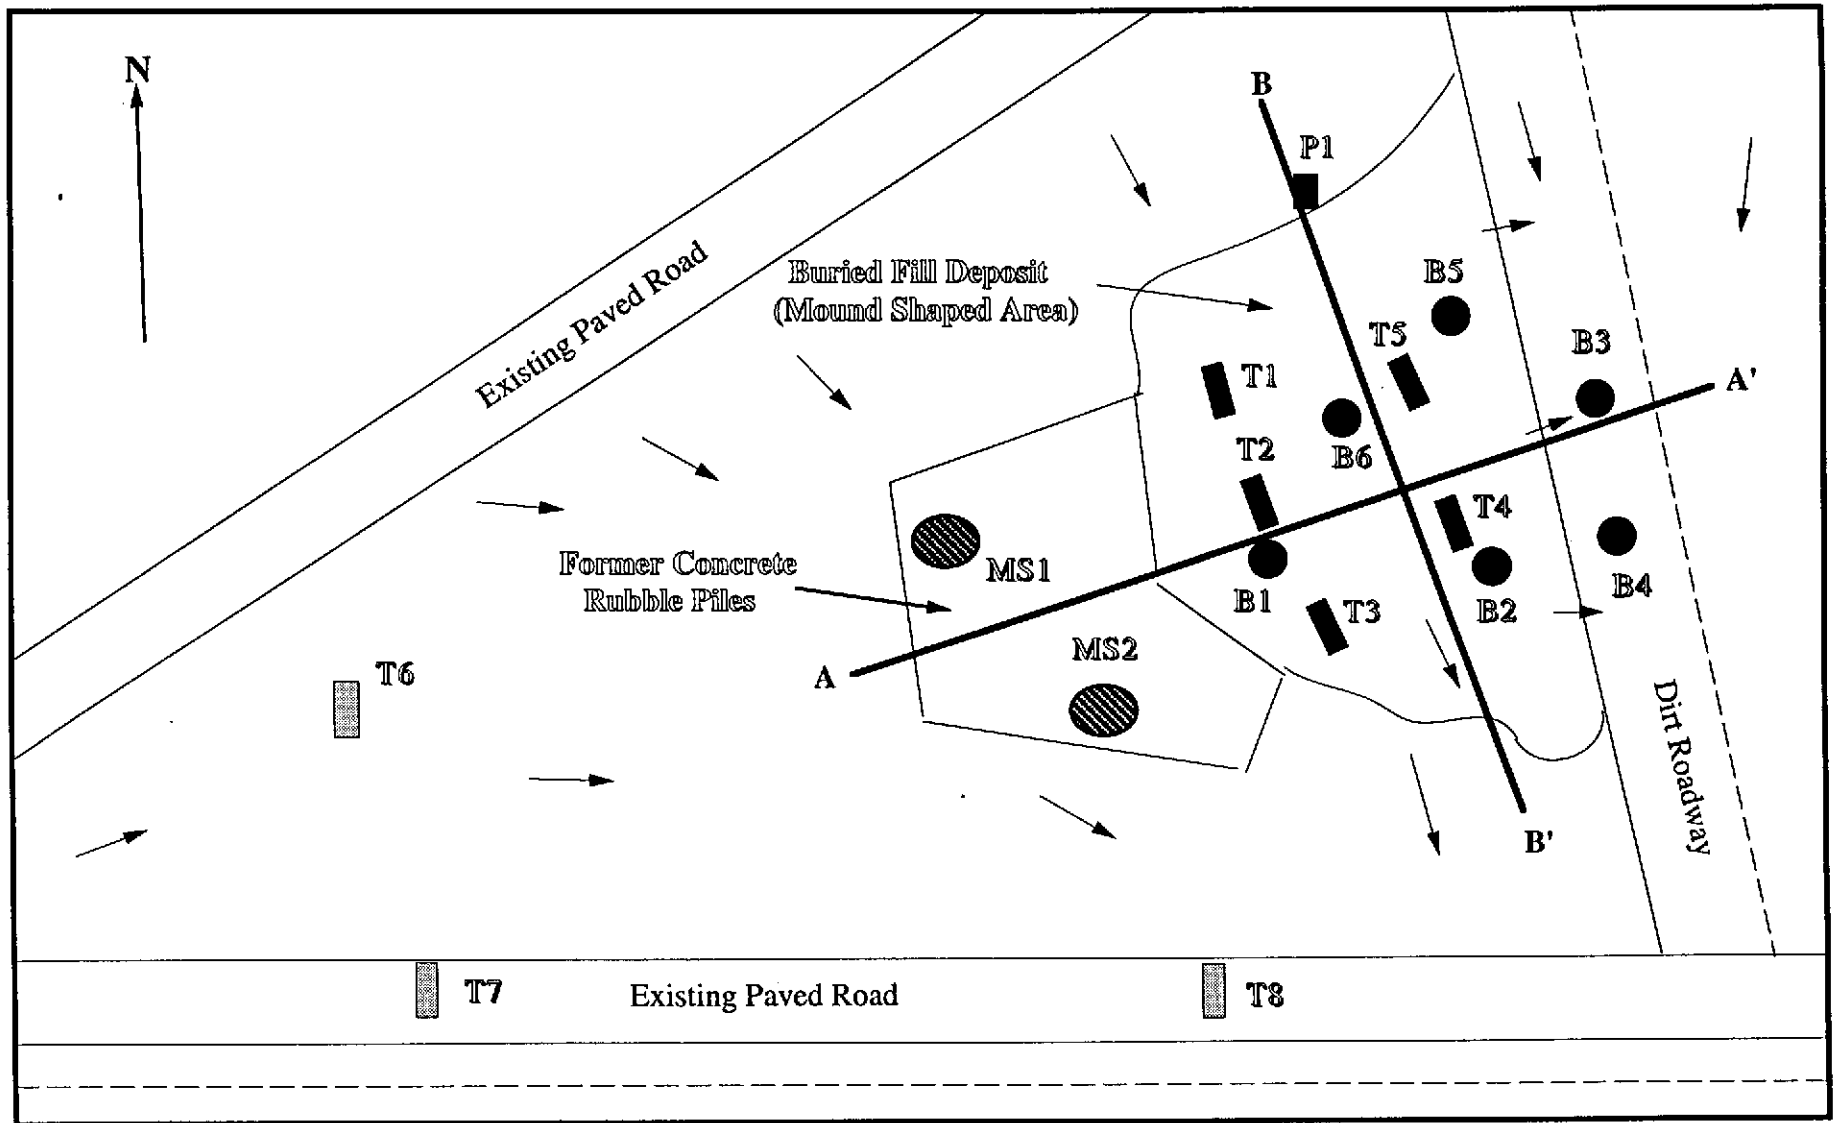 N
B
P1
Existing Paved Road
Buried Fill Deposit
(Mound Shaped Area)
B5
T5
B3
T1
A'
T2
B6
T4
Former Concrete
Rubble Piles
MS1
B1
T3
B2
B4
MS2
A
T6
Dirt Roadway
B'
T7
Existing Paved Road
T8